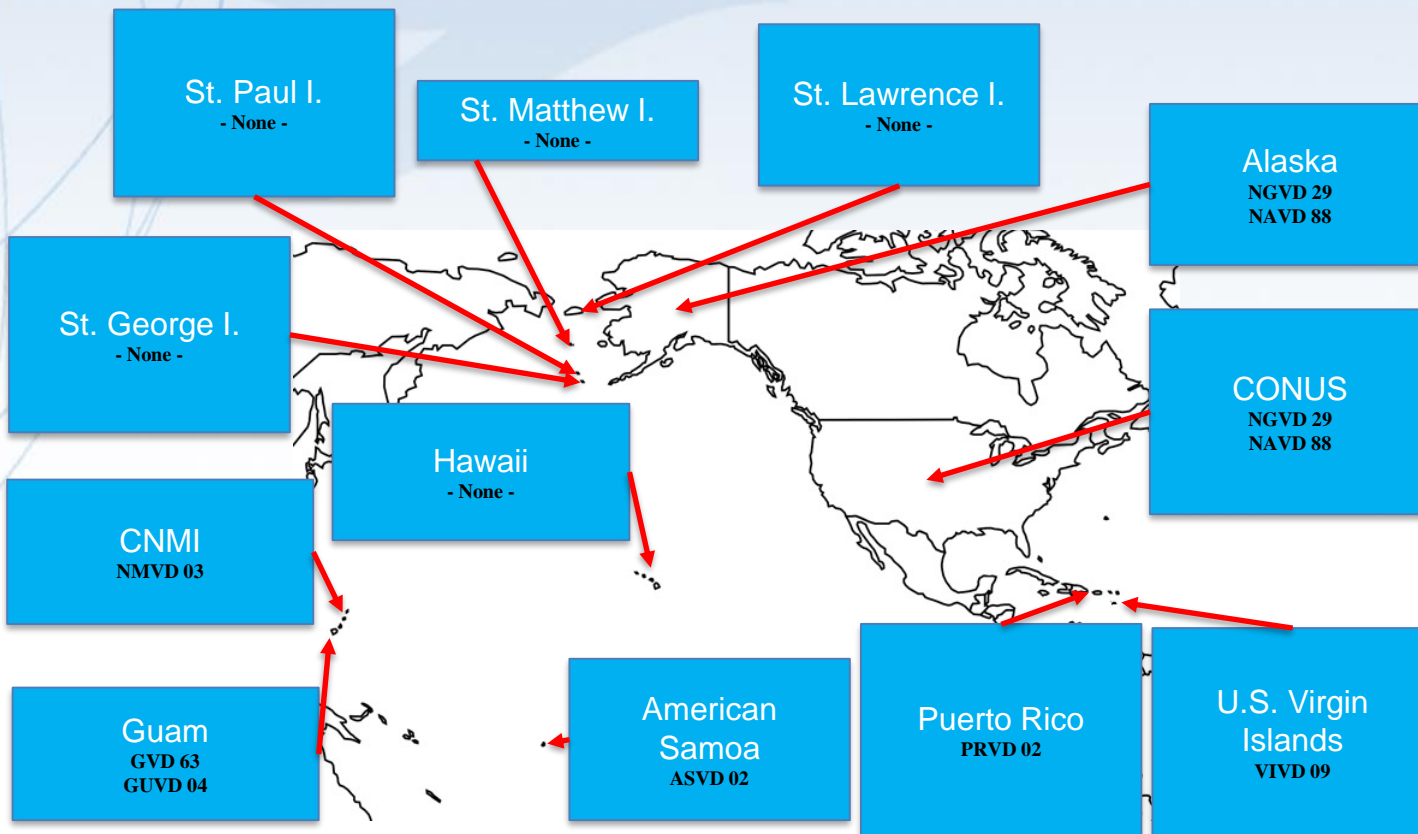 St. Paul I.
- None -
St. Matthew I.
- None -
St. Lawrence I.
- None -
Alaska
NGVD 29
NAVD 88
St. George I.
- None -
CONUS
NGVD 29
NAVD 88
Hawaii
- None -
CNMI
NMVD 03
Guam
GVD 63
GUVD 04
American
Samoa
ASVD 02
Puerto Rico
PRVD 02
U.S. Virgin
Islands
VIVD 09